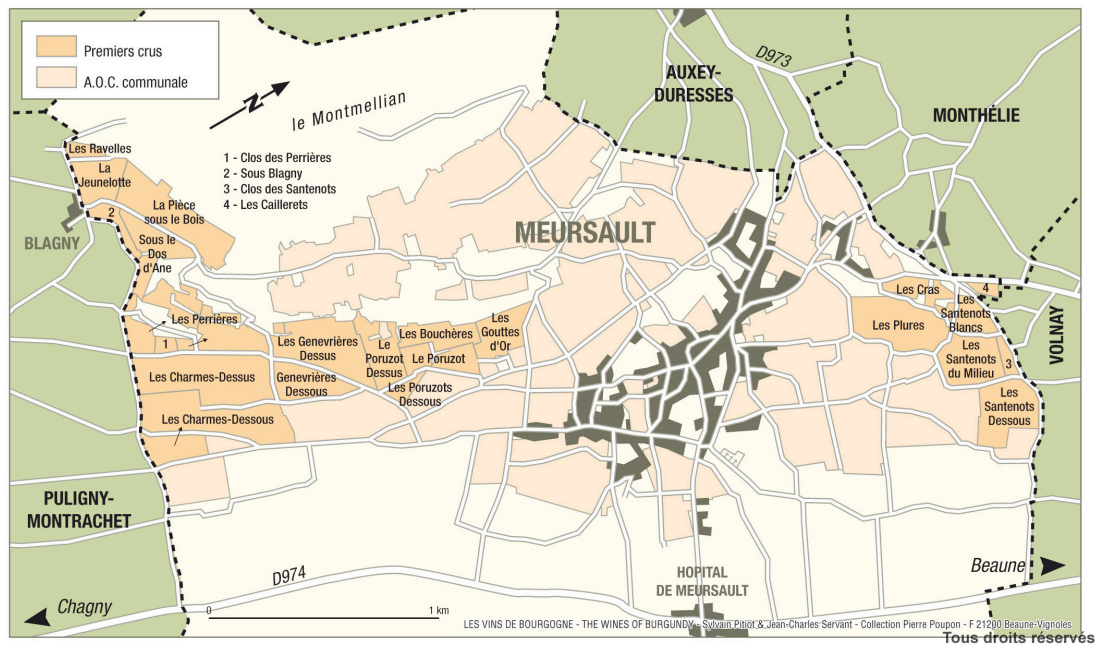 Premiers crus
A.O.C. communale
N
le Montmellian
1 - Clos des Perrières
2 - Sous Blagny
3 - Clos des Santenots
4 - Les Caillerets
AUXEY-
DURESSES
D973
MONTHÉLIE
Les Ravelles
La
Jeunelotte
La Pièce
sous le Bois
2
BLAGNY
Sous le
Dos
d'Ane
MEURSAULT
Les Perrières
1
Les Genevrières
Dessus
Le
Poruzot
Dessus
Les Bouchères
Le Poruzot
Les
Gouttes
d'Or
Les Charmes-Dessus
Genevrières
Dessous
Les Poruzots
Dessous
Les Charmes-Dessous
Les Cras
4
Les
Santenots
Blancs
Les Plures
Les
Santenots
du Milieu
3
Les
Santenots
Dessous
VOLNAY
PULIGNY-
MONTRACHET
D974
HOPITAL
DE MEURSAULT
Beaune
Chagny
0
1 km
LES VINS DE BOURGOGNE - THE WINES OF BURGUNDY - Sylvain Pitiot & Jean-Charles Servant - Collection Pierre Poupon - F 21200 Beaune-Vignoles
Tous droits réservés